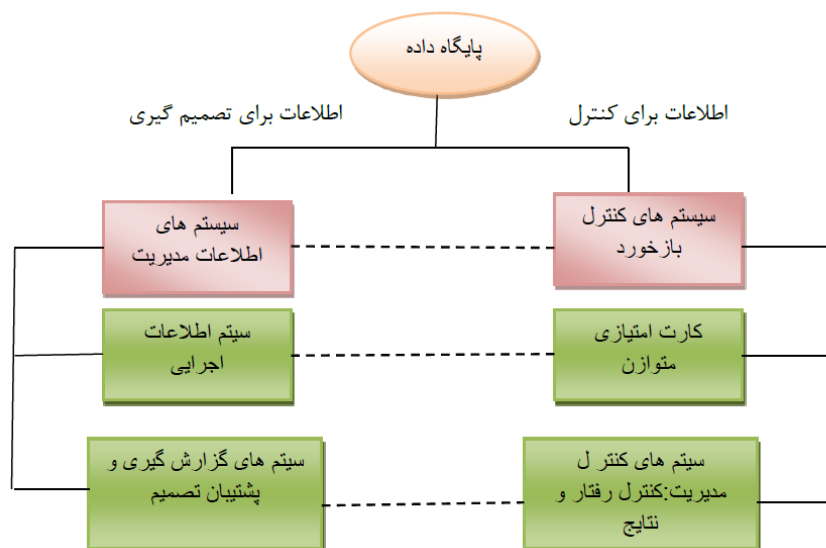 پایگاه داده
اطلاعات برای کنترل
اطلاعات برای تصمیم گیری
سیستم های کنترل
بازخورد
سیستم های
اطلاعات مدیریت
کارت امتیازی
متوازن
سیتم اطلاعات
اجرایی
سیتم های کنتر ل
مدیریت:کنترل رفتار و
نتایج
سیتم های گزارش گیری و
پشتیبان تصمیم